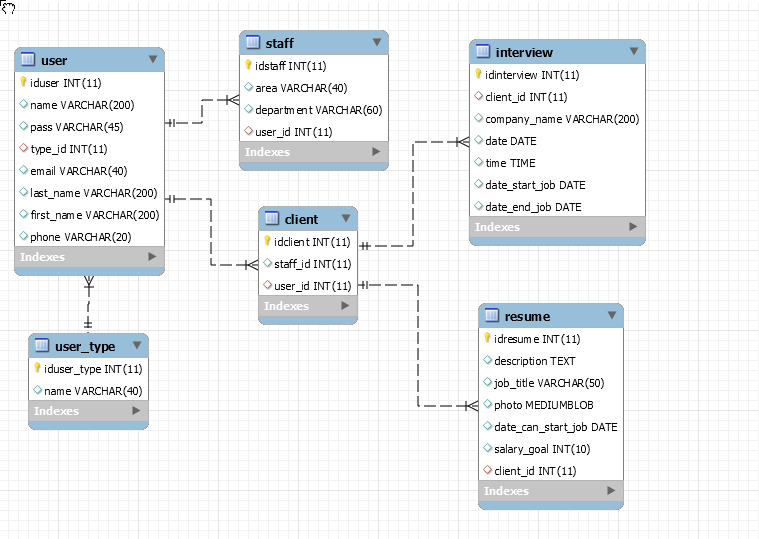 user
iduser INT(11)
name VARCHAR(200)
pass VARCHAR(45)
type_id INT(11)
email VARCHAR(40)
last_name VARCHAR(200)
first_name VARCHAR(200)
phone VARCHAR(20)
Indexes
staff
idstaff INT(11)
area VARCHAR(40)
department VARCHAR(60)
user_id INT(11)
Indexes
interview
idinterview INT(11)
client_id INT(11)
company_name VARCHAR(200)
date DATE
time TIME
date_start_job DATE
date_end_job DATE
Indexes
client
idclient INT(11)
staff_id INT(11)
user_id INT(11)
Indexes
user_type
iduser_type INT(11)
name VARCHAR(40)
Indexes
resume
idresume INT(11)
description TEXT
job_title VARCHAR(50)
photo MEDIUMBLOB
date_can_start_job DATE
salary_goal INT(10)
client_id INT(11)
Indexes